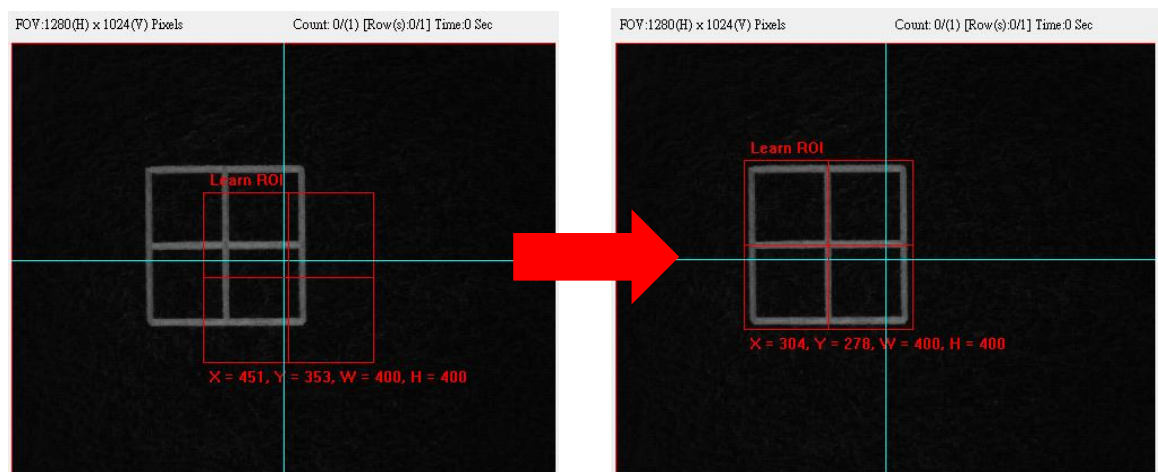 FOV:1280(H) x 1024(V) Pixels
Count: 0/(1) [Row(s):0/1] Time:0 Sec
Learn ROI
X = 451, Y = 353, W = 400, H = 400
FOV:1280(H) x 1024(V) Pixels
Count: 0/(1) [Row(s):0/1] Time:0 Sec
Learn ROI
X = 304, Y = 278, W = 400, H = 400